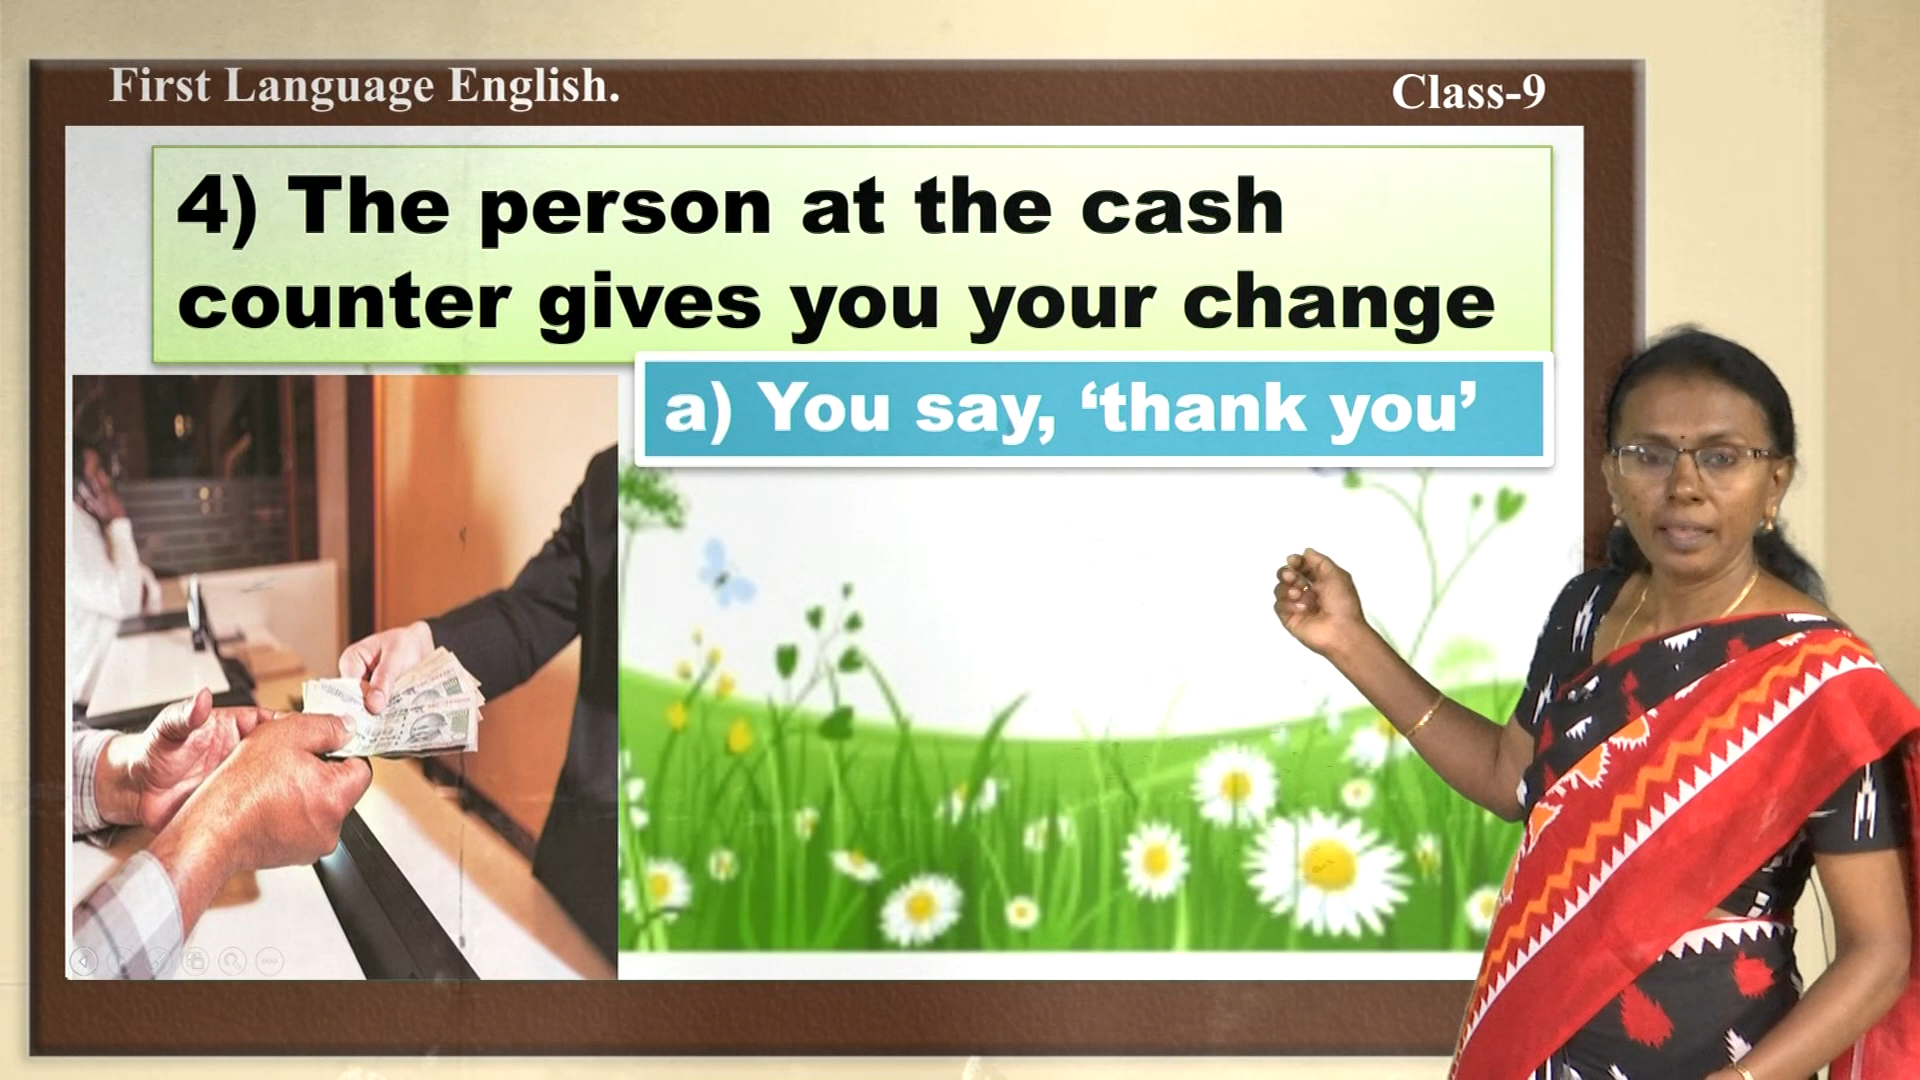 First Language English.
Class-9
4) The person at the cash
counter gives you your change
a) You say, ‘thank you’